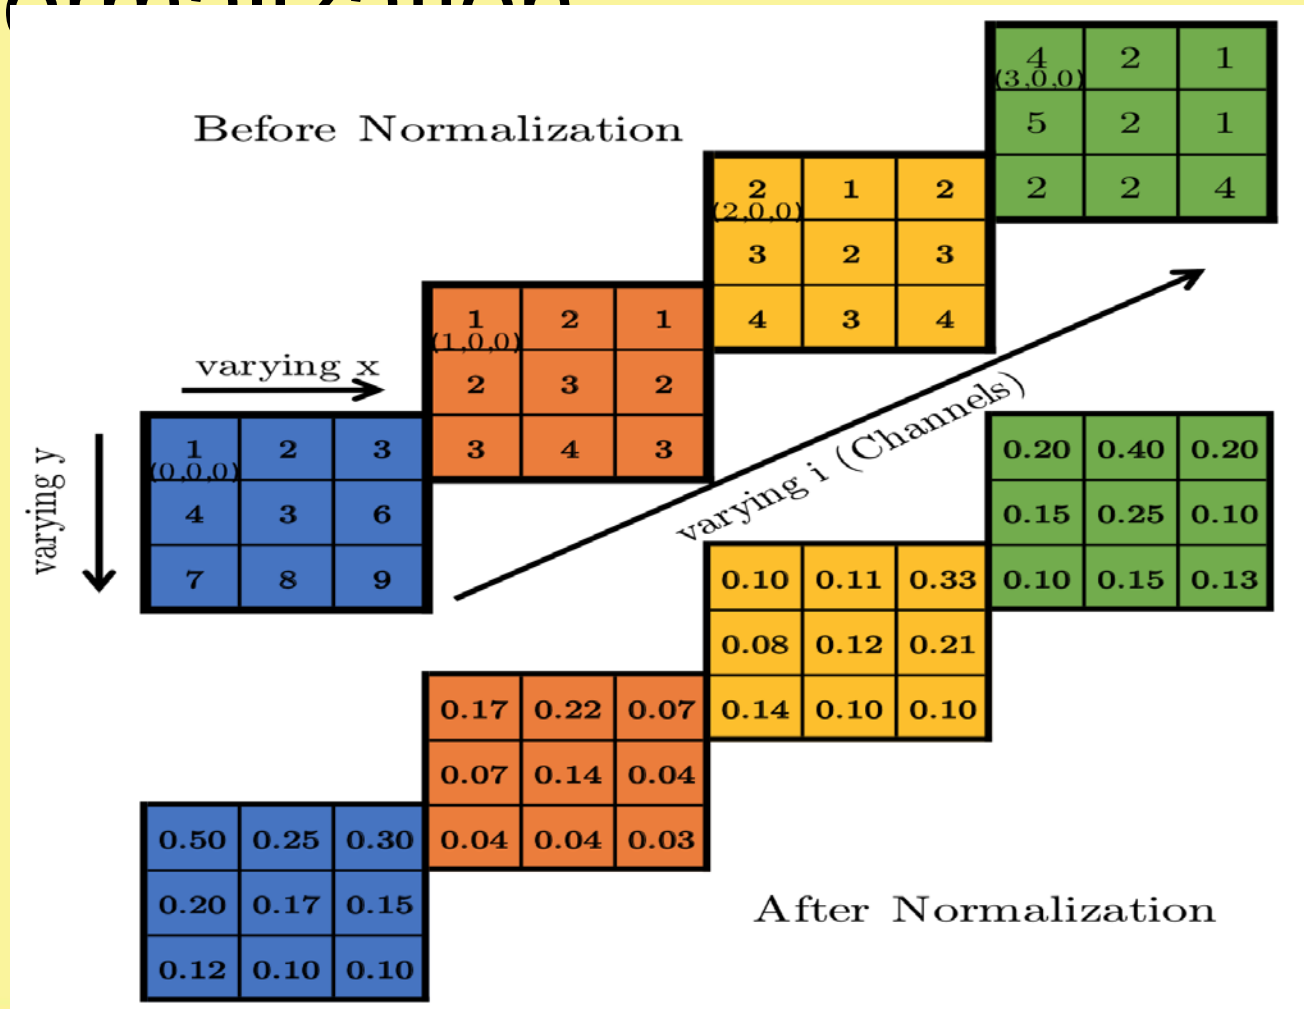 Before Normalization
4 2 1
(3,0,0)
5 2 1
2 2 4
2 1 2
(2,0,0)
3 2 3
4 3 4
1 2 1
(1,0,0)
2 3 2
3 4 3
varying x
varying y
1 2 3
(0,0,0)
4 3 6
7 8 9
varying i (Channels)
0.20 0.40 0.20
0.15 0.25 0.10
0.10 0.15 0.13
0.10 0.11 0.33
0.08 0.12 0.21
0.14 0.10 0.10
0.17 0.22 0.07
0.07 0.14 0.04
0.04 0.04 0.03
0.50 0.25 0.30
0.20 0.17 0.15
0.12 0.10 0.10
After Normalization